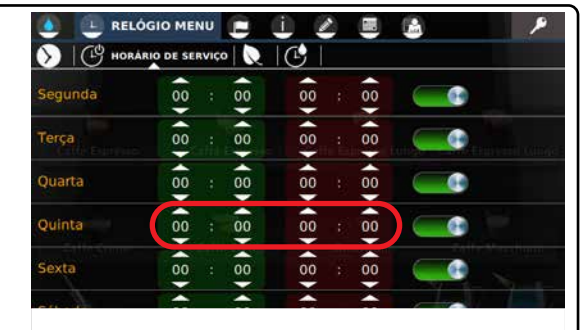 RELÓGIO MENU
HORÁRIO DE SERVIÇO
Segunda 00 : 00 00 : 00
Terça 00 : 00 00 : 00
Quarta 00 : 00 00 : 00
Quinta 00 : 00 00 : 00
Sexta 00 : 00 00 : 00